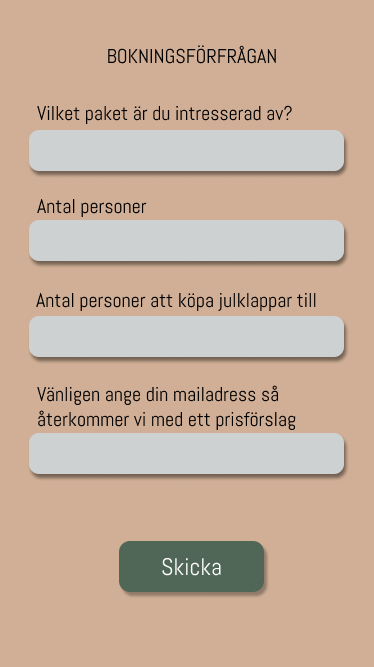 BOKNINGSFÖRFRÅGAN
Vilket paket är du intresserad av?
Antal personer
Antal personer att köpa julklappar till
Vänligen ange din mailadress så
återkommer vi med ett prisförslag
Skicka